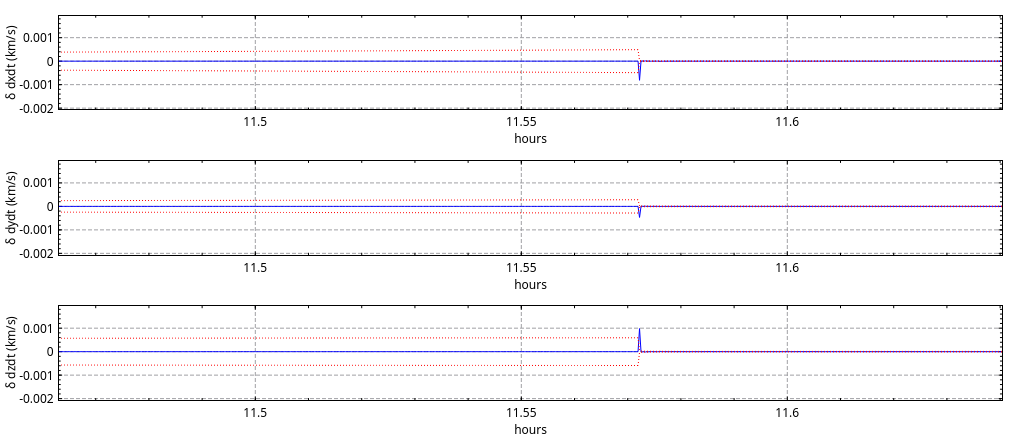 δ dxdt (km/s)
0.001
0
-0.001
-0.002
11.5 11.55 11.6
hours
δ dydt (km/s)
0.001
0
-0.001
-0.002
11.5 11.55 11.6
hours
δ dzdt (km/s)
0.001
0
-0.001
-0.002
11.5 11.55 11.6
hours